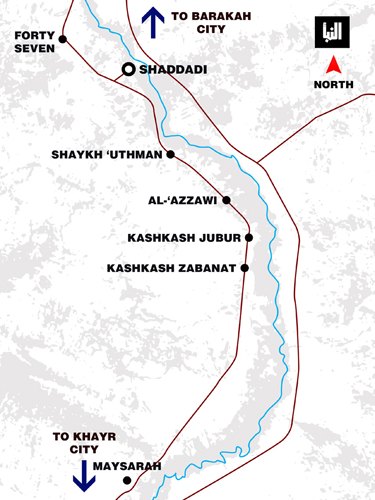 TO BARAKAH
CITY
النبأ
FORTY
SEVEN
SHADDADI
NORTH
SHAYKH ‘UTHMAN
AL-‘AZZAWI
KASHKASH JUBUR
KASHKASH ZABANAT
TO KHAYR
CITY
MAYSARAH